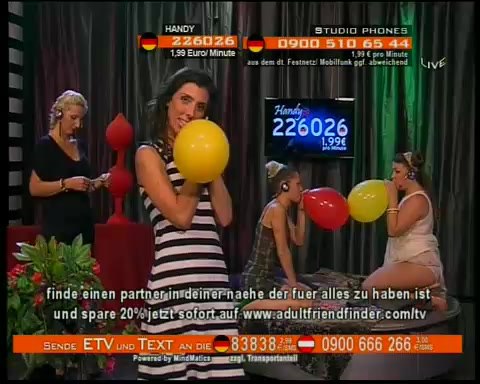 HANDY
226026
1,99 Euro/ Minute
STUDIO PHONES
0900 510 65 44
1,99 € pro Minute
aus dem dt. Festnetz/ Mobilfunk ggf. abweichend
LIVE
Handy
226026
1.99€
pro Minute
finde einen partner in deiner naehe der fuer alles zu haben ist
und spare 20% jetzt sofort auf www.adultfriendfinder.com/tv
SENDE ETV UND TEXT AN DIE 83838 €/SMS 0900 666 266 €/SMS
Powered by MindMatics zzgl. Transportanteil